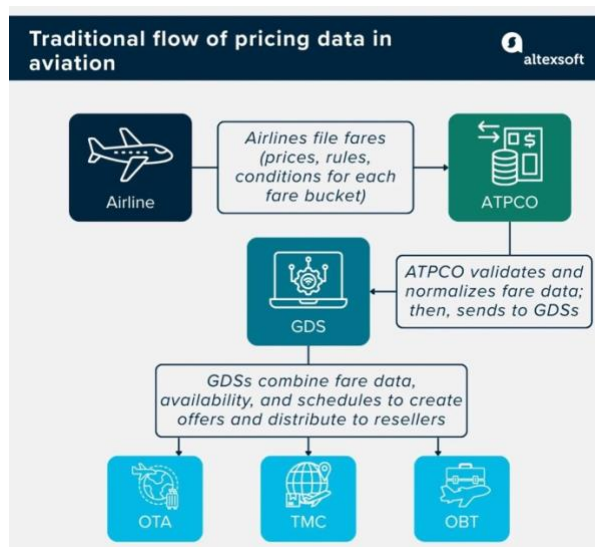 Traditional flow of pricing data in
aviation
altexsoft
Airlines file fares
(prices, rules,
conditions for each
fare bucket)
Airline
$
ATPCO
ATPCO validates and
normalizes fare data;
then, sends to GDSs
GDS
GDSs combine fare data,
availability, and schedules to create
offers and distribute to resellers
OTA
TMC
OBT